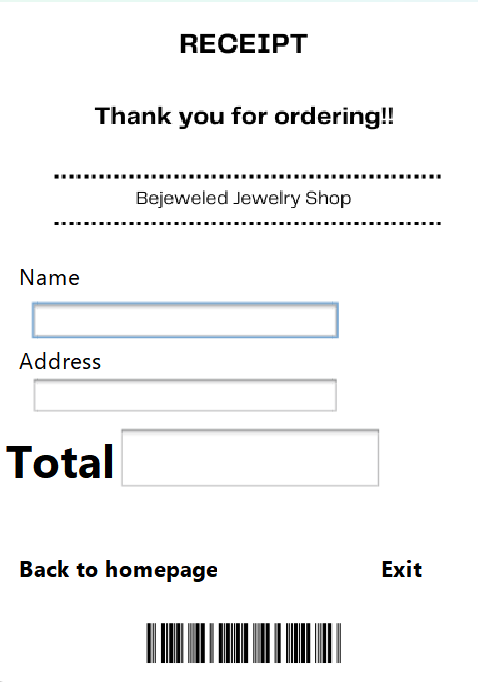 RECEIPT
Thank you for ordering!!
Bejeweled Jewelry Shop
Name
Address
Total
Back to homepage Exit